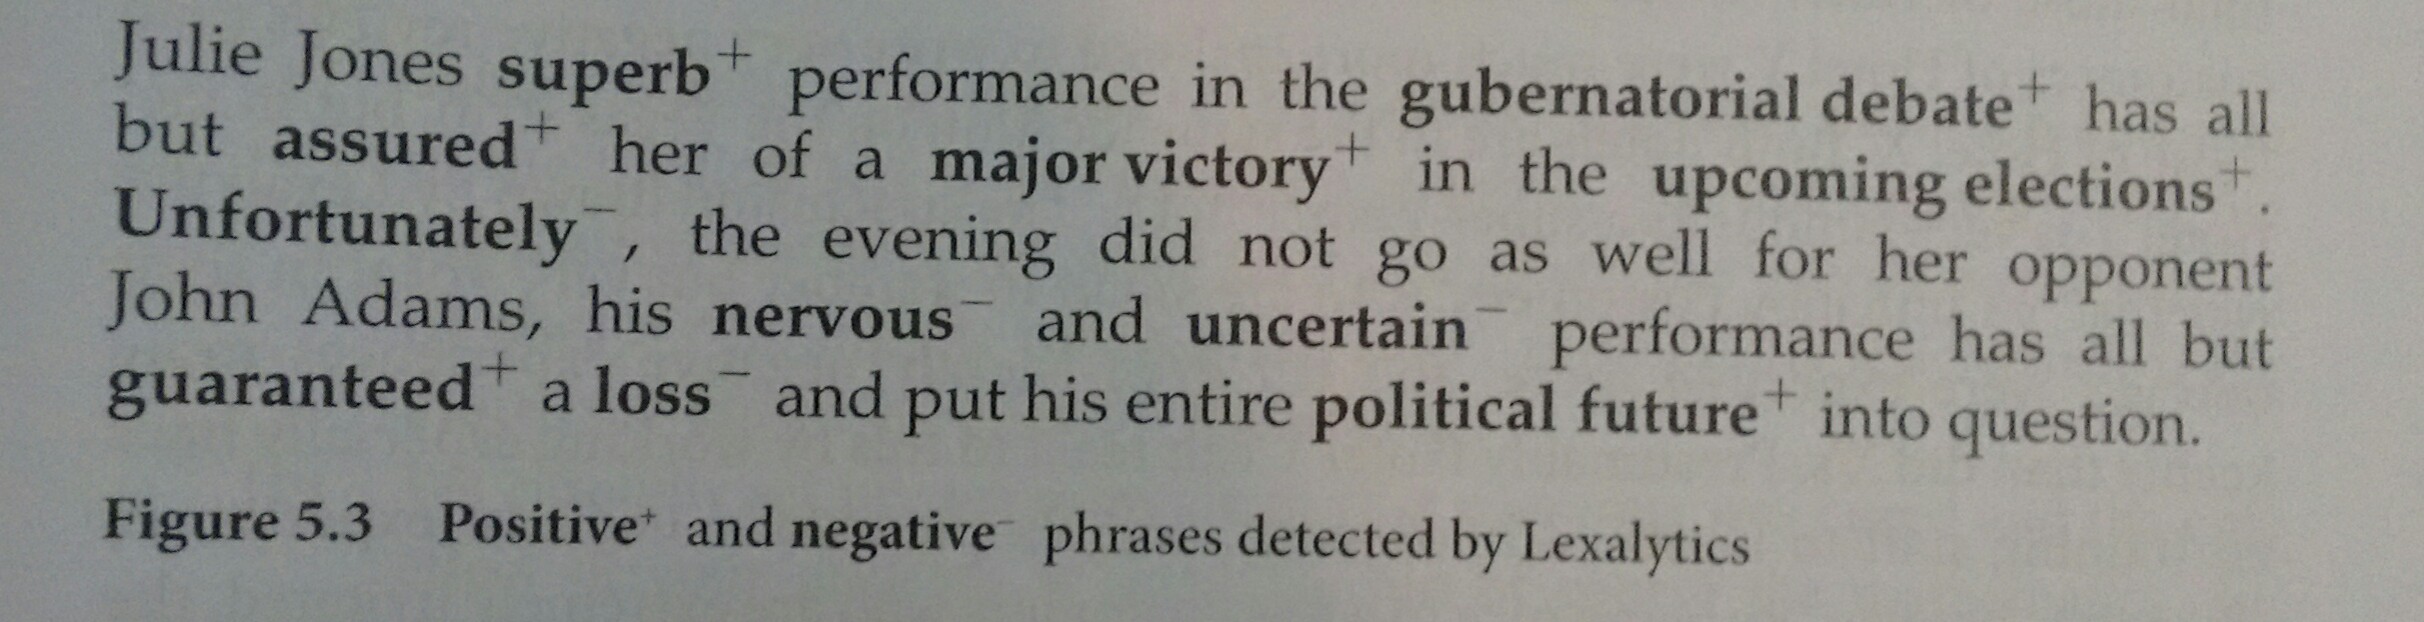 Julie Jones superb⁺ performance in the gubernatorial debate⁺ has all
but assured⁺ her of a major victory⁺ in the upcoming elections⁺.
Unfortunately⁻, the evening did not go as well for her opponent
John Adams, his nervous⁻ and uncertain⁻ performance has all but
guaranteed⁺ a loss⁻ and put his entire political future⁺ into question.
Figure 5.3 Positive⁺ and negative⁻ phrases detected by Lexalytics